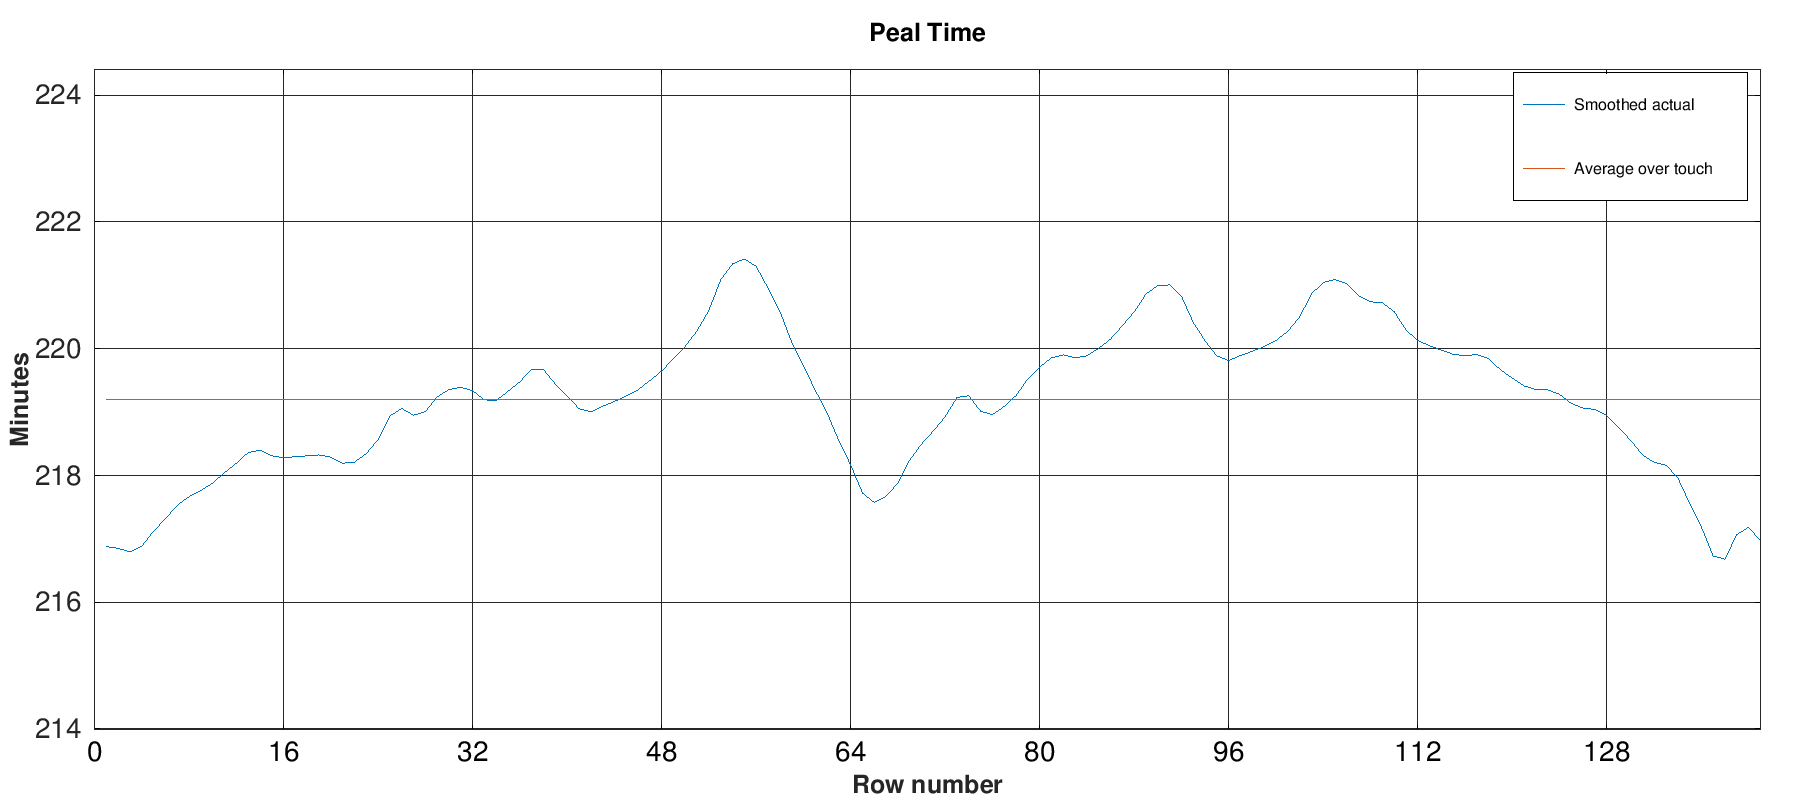 Peal Time
224
222
220
218
216
214
Minutes
0 16 32 48 64 80 96 112 128
Row number
Smoothed actual
Average over touch